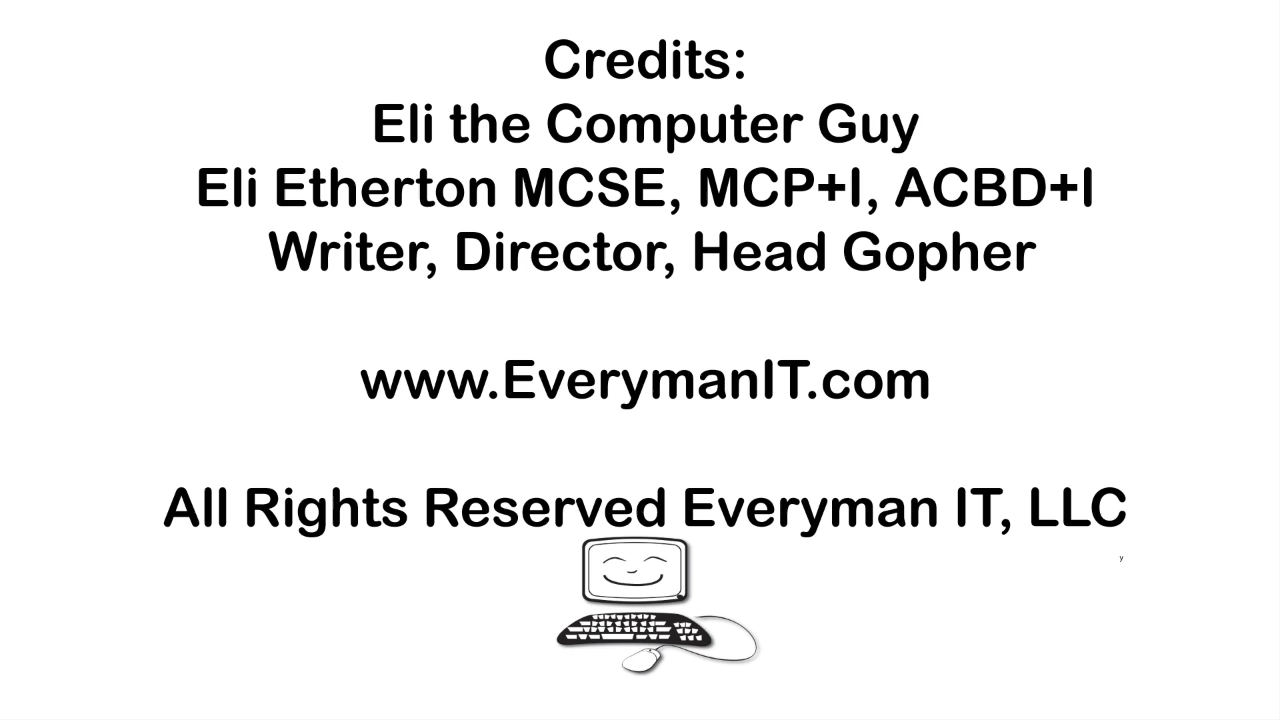 Credits:
Eli the Computer Guy
Eli Etherton MCSE, MCP+I, ACBD+I
Writer, Director, Head Gopher
www.EverymanIT.com
All Rights Reserved Everyman IT, LLC
y